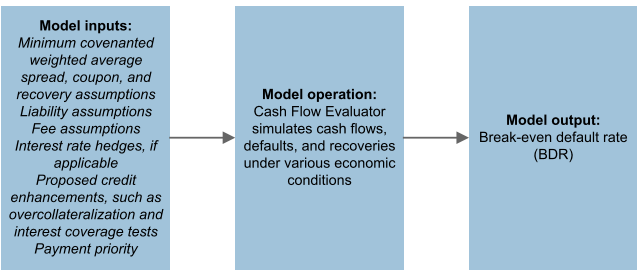 Model inputs:
Minimum covenanted
weighted average
spread, coupon, and
recovery assumptions
Liability assumptions
Fee assumptions
Interest rate hedges, if
applicable
Proposed credit
enhancements, such as
overcollateralization and
interest coverage tests
Payment priority
Model operation:
Cash Flow Evaluator
simulates cash flows,
defaults, and recoveries
under various economic
conditions
Model output:
Break-even default rate
(BDR)